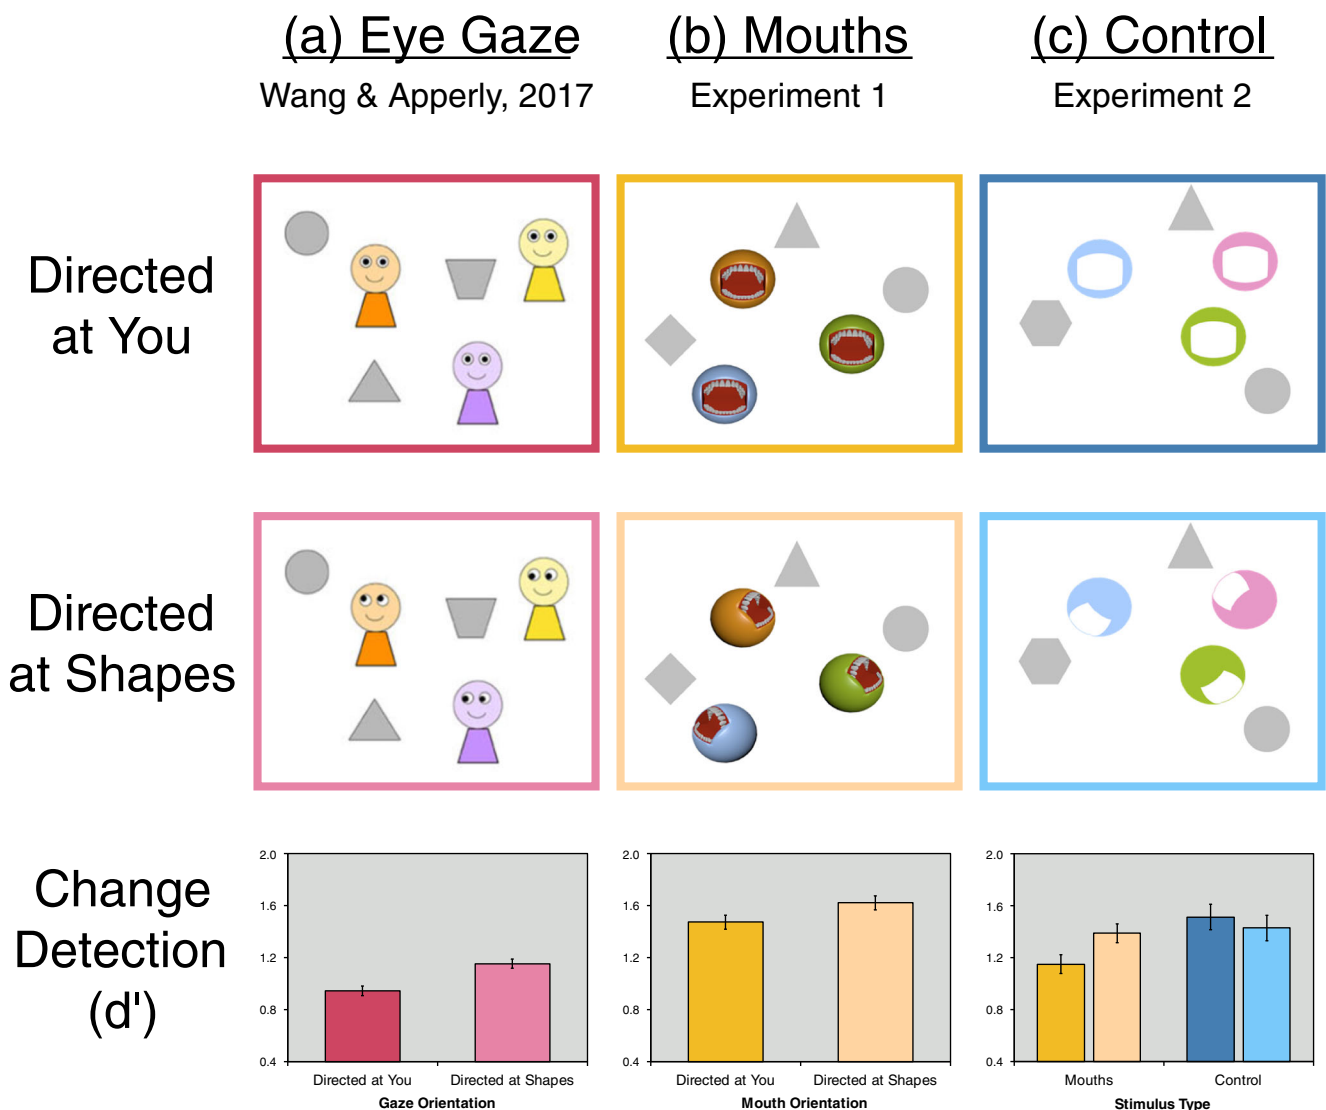 (a) Eye Gaze
Wang & Apperly, 2017
(b) Mouths
Experiment 1
(c) Control
Experiment 2
Directed
at You
Directed
at Shapes
Change
Detection
(d')
2.0
1.6
1.2
0.8
0.4
Directed at You
Directed at Shapes
Gaze Orientation
2.0
1.6
1.2
0.8
0.4
Directed at You
Directed at Shapes
Mouth Orientation
2.0
1.6
1.2
0.8
0.4
Mouths
Control
Stimulus Type